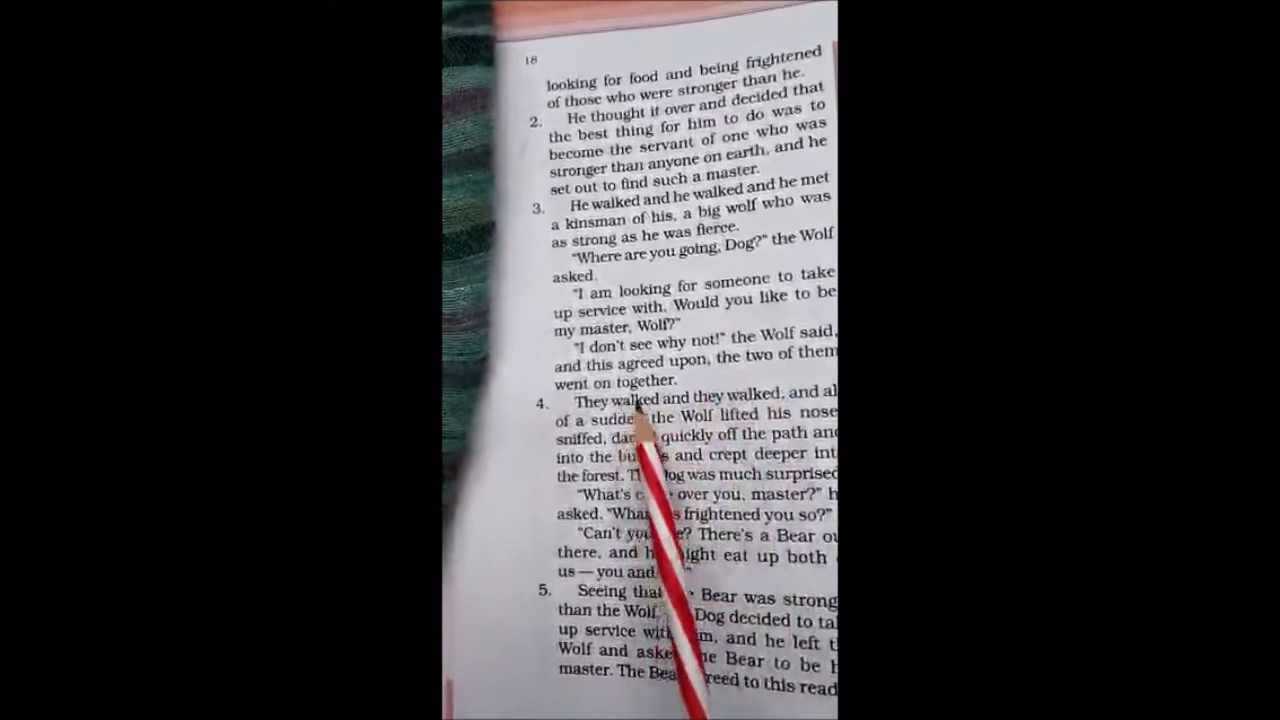 18
looking for food and being frightened
of those who were stronger than he.
2. He thought it over and decided that
the best thing for him to do was to
become the servant of one who was
stronger than anyone on earth, and he
set out to find such a master.
3. He walked and he walked and he met
a kinsman of his, a big wolf who was
as strong as he was fierce.
"Where are you going, Dog?" the Wolf
asked.
"I am looking for someone to take
up service with. Would you like to be
my master, Wolf?"
"I don't see why not!" the Wolf said,
and this agreed upon, the two of them
went on together.
4. They walked and they walked, and al
of a sudde the Wolf lifted his nose
sniffed, quickly off the path and
into the and crept deeper int
the forest. was much surprised
"What's over you, master?" h
asked. frightened you so?"
"Can't There's a Bear ou
there, and eat up both
us — you and
5. Seeing that Bear was strong
than the Wolf Dog decided to ta
up service and he left t
Wolf and aske Bear to be h
master. The Bea to this read